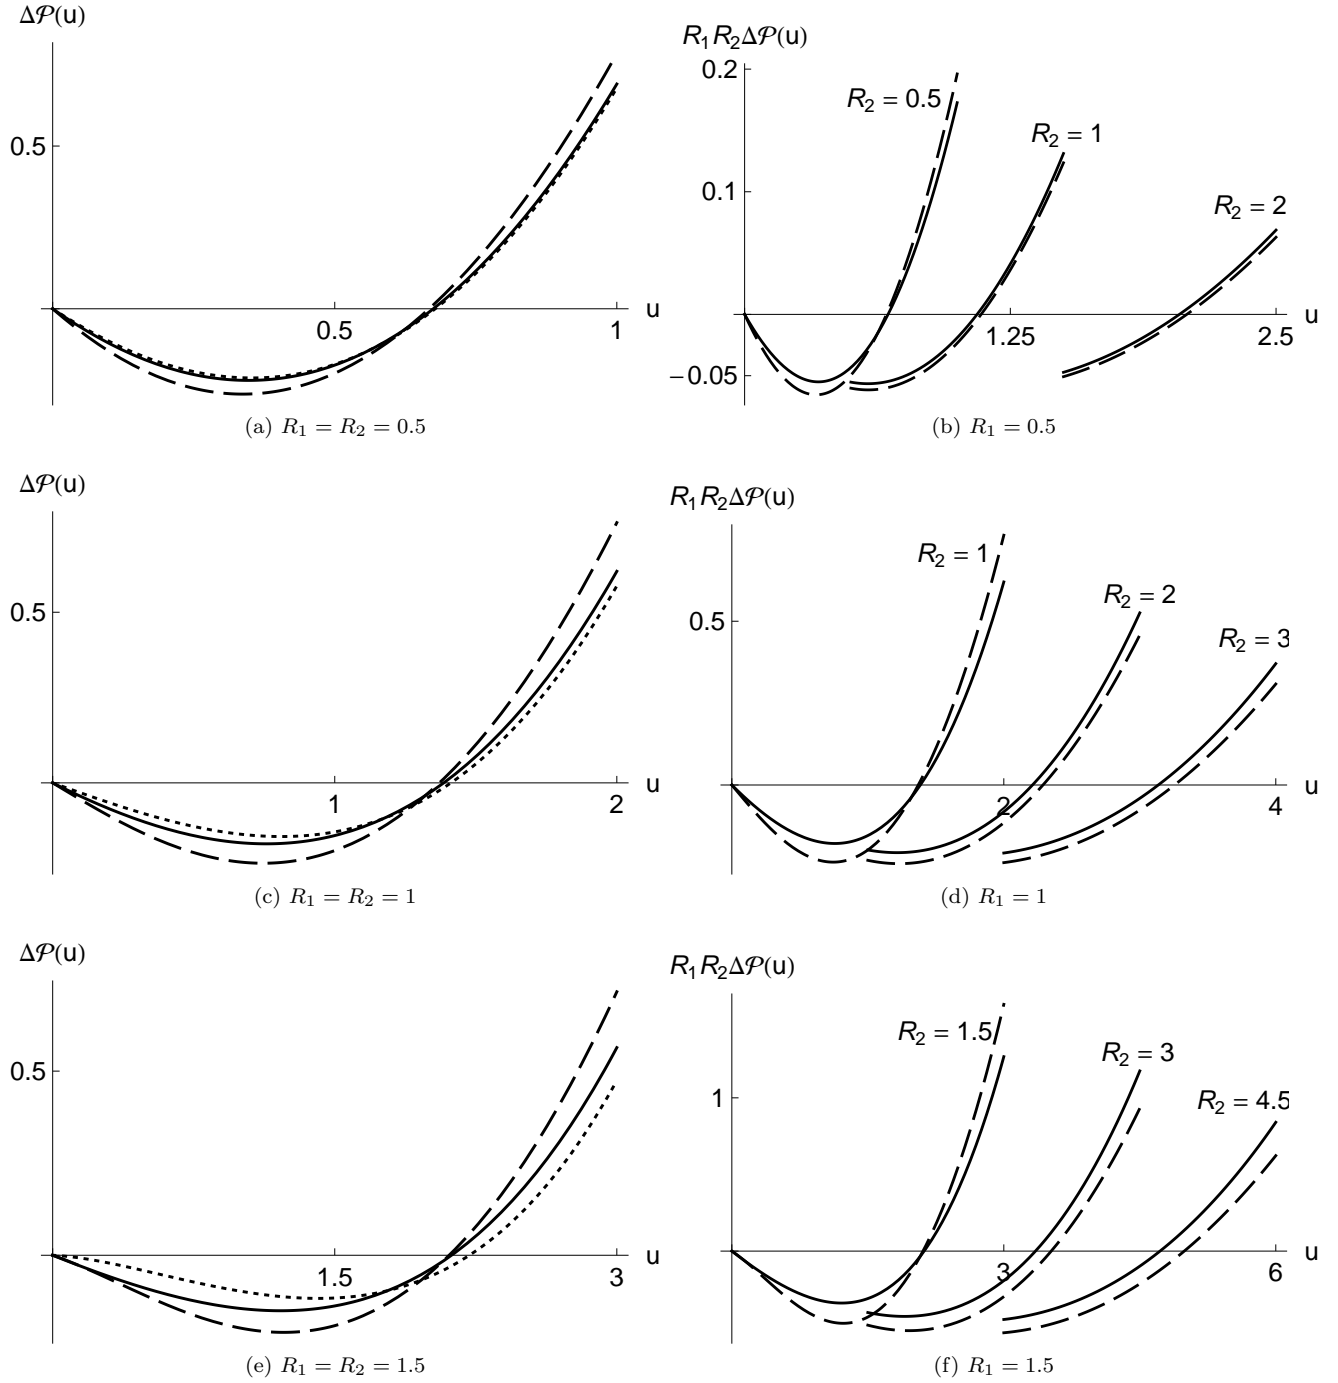 ΔP(u)
0.5
0.5
1
u
(a) R₁ = R₂ = 0.5
R₁R₂ΔP(u)
0.2
0.1
−0.05
R₂ = 0.5
R₂ = 1
R₂ = 2
1.25
2.5
u
(b) R₁ = 0.5
ΔP(u)
0.5
1
2
u
(c) R₁ = R₂ = 1
R₁R₂ΔP(u)
0.5
R₂ = 1
R₂ = 2
R₂ = 3
2
4
u
(d) R₁ = 1
ΔP(u)
0.5
1.5
3
u
(e) R₁ = R₂ = 1.5
R₁R₂ΔP(u)
1
R₂ = 1.5
R₂ = 3
R₂ = 4.5
3
6
u
(f) R₁ = 1.5